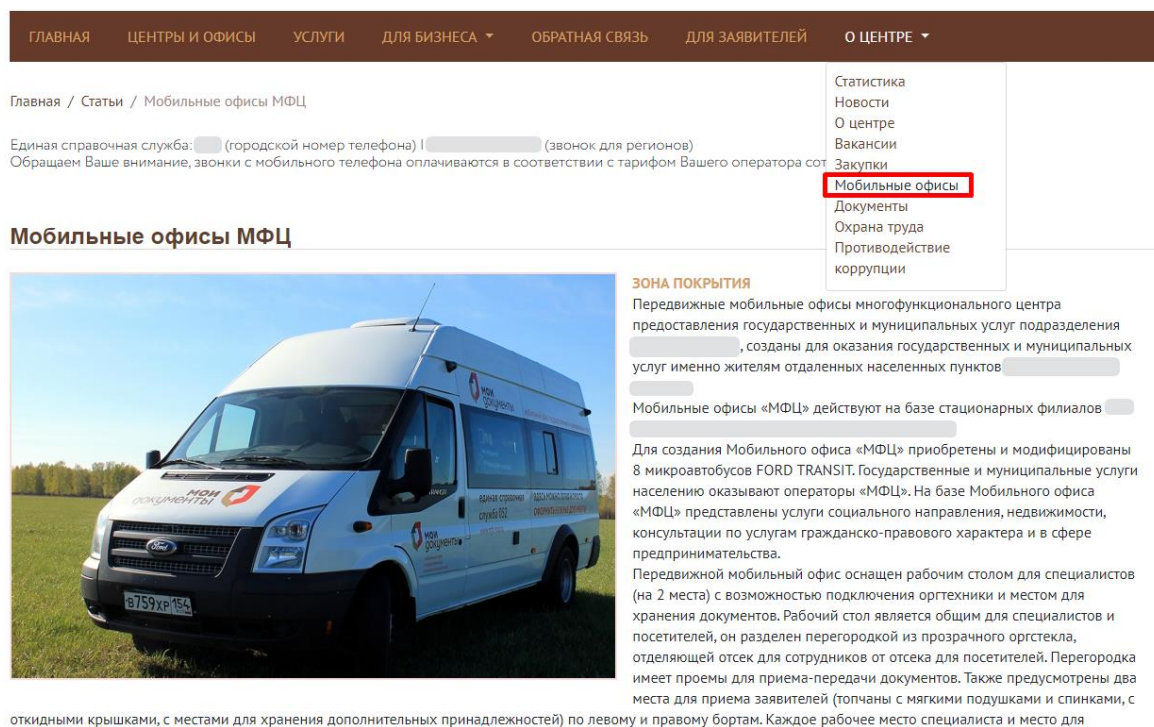 ГЛАВНАЯ ЦЕНТРЫ И ОФИСЫ УСЛУГИ ДЛЯ БИЗНЕСА ОБРАТНАЯ СВЯЗЬ ДЛЯ ЗАЯВИТЕЛЕЙ О ЦЕНТРЕ
Статистика
Новости
О центре
Вакансии
Закупки
Мобильные офисы
Документы
Охрана труда
Противодействие
коррупции
Главная / Статьи / Мобильные офисы МФЦ
Единая справочная служба: (городской номер телефона) I (звонок для регионов)
Обращаем Ваше внимание, звонки с мобильного телефона оплачиваются в соответствии с тарифом Вашего оператора сот
Мобильные офисы МФЦ
мои
документы
мои
документы
единая справочная
служба 052
мои
документы
Ford
в759хр 154
ЗОНА ПОКРЫТИЯ
Передвижные мобильные офисы многофункционального центра
предоставления государственных и муниципальных услуг подразделения
, созданы для оказания государственных и муниципальных
услуг именно жителям отдаленных населенных пунктов
Мобильные офисы «МФЦ» действуют на базе стационарных филиалов
Для создания Мобильного офиса «МФЦ» приобретены и модифицированы
8 микроавтобусов FORD TRANSIT. Государственные и муниципальные услуги
населению оказывают операторы «МФЦ». На базе Мобильного офиса
«МФЦ» представлены услуги социального направления, недвижимости,
консультации по услугам гражданско-правового характера и в сфере
предпринимательства.
Передвижной мобильный офис оснащен рабочим столом для специалистов
(на 2 места) с возможностью подключения оргтехники и местом для
хранения документов. Рабочий стол является общим для специалистов и
посетителей, он разделен перегородкой из прозрачного оргстекла,
отделяющей отсек для сотрудников от отсека для посетителей. Перегородка
имеет проемы для приема-передачи документов. Также предусмотрены два
места для приема заявителей (топчаны с мягкими подушками и спинками, с
откидными крышками, с местами для хранения дополнительных принадлежностей) по левому и правому бортам. Каждое рабочее место специалиста и место для